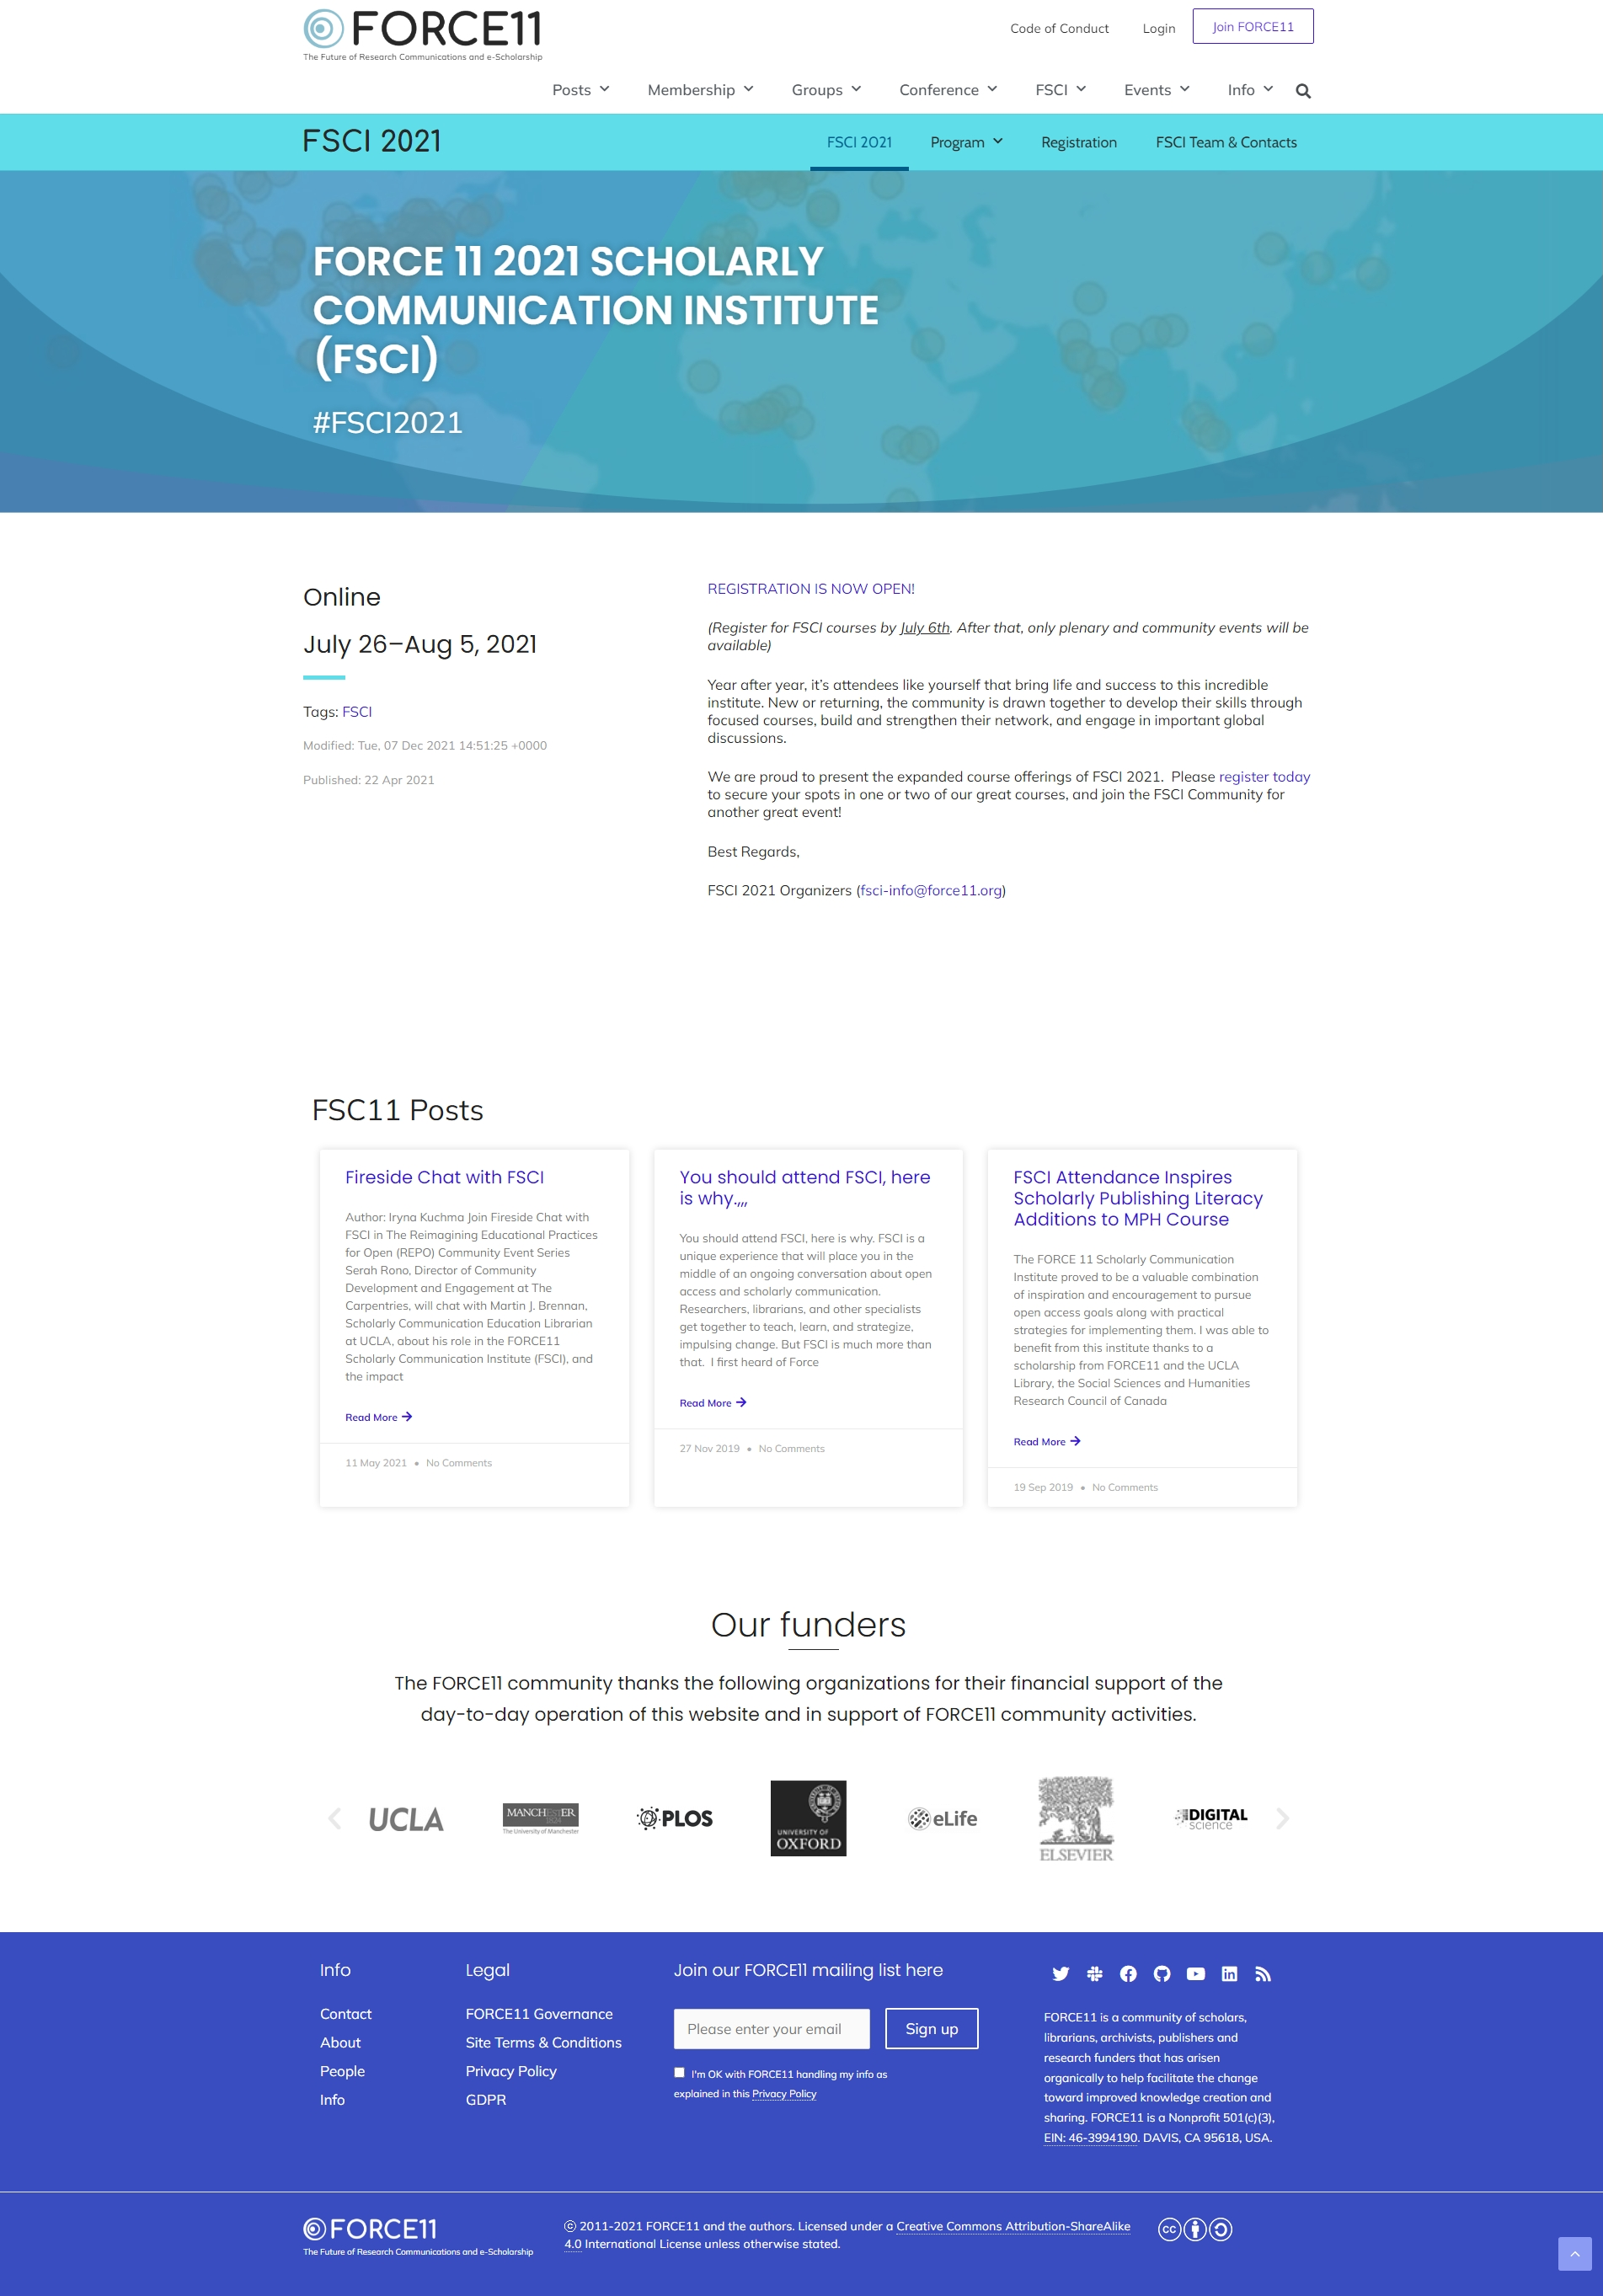 FORCE11
The Future of Research Communications and e-Scholarship
Code of Conduct
Login
Join FORCE11
Posts
Membership
Groups
Conference
FSCI
Events
Info
FSCI 2021
FSCI 2021
Program
Registration
FSCI Team & Contacts
FORCE 11 2021 SCHOLARLY
COMMUNICATION INSTITUTE
(FSCI)
#FSCI2021
Online
July 26–Aug 5, 2021
Tags: FSCI
Modified: Tue, 07 Dec 2021 14:51:25 +0000
Published: 22 Apr 2021
REGISTRATION IS NOW OPEN!
(Register for FSCI courses by July 6th. After that, only plenary and community events will be
available)
Year after year, it’s attendees like yourself that bring life and success to this incredible
institute. New or returning, the community is drawn together to develop their skills through
focused courses, build and strengthen their network, and engage in important global
discussions.
We are proud to present the expanded course offerings of FSCI 2021.  Please register today
to secure your spots in one or two of our great courses, and join the FSCI Community for
another great event!
Best Regards,
FSCI 2021 Organizers (fsci-info@force11.org)
FSC11 Posts
Fireside Chat with FSCI
Author: Iryna Kuchma Join Fireside Chat with
FSCI in The Reimagining Educational Practices
for Open (REPO) Community Event Series
Serah Rono, Director of Community
Development and Engagement at The
Carpentries, will chat with Martin J. Brennan,
Scholarly Communication Education Librarian
at UCLA, about his role in the FORCE11
Scholarly Communication Institute (FSCI), and
the impact
Read More
11 May 2021 • No Comments
You should attend FSCI, here
is why.,,,
You should attend FSCI, here is why. FSCI is a
unique experience that will place you in the
middle of an ongoing conversation about open
access and scholarly communication.
Researchers, librarians, and other specialists
get together to teach, learn, and strategize,
impulsing change. But FSCI is much more than
that.  I first heard of Force
Read More
27 Nov 2019 • No Comments
FSCI Attendance Inspires
Scholarly Publishing Literacy
Additions to MPH Course
The FORCE 11 Scholarly Communication
Institute proved to be a valuable combination
of inspiration and encouragement to pursue
open access goals along with practical
strategies for implementing them. I was able to
benefit from this institute thanks to a
scholarship from FORCE11 and the UCLA
Library, the Social Sciences and Humanities
Research Council of Canada
Read More
19 Sep 2019 • No Comments
Our funders
The FORCE11 community thanks the following organizations for their financial support of the
day-to-day operation of this website and in support of FORCE11 community activities.
UCLA
MANCHESTER
1824
The University of Manchester
PLOS
UNIVERSITY OF
OXFORD
eLife
ELSEVIER
DIGITAL
science
Info
Contact
About
People
Info
Legal
FORCE11 Governance
Site Terms & Conditions
Privacy Policy
GDPR
Join our FORCE11 mailing list here
Please enter your email
Sign up
I'm OK with FORCE11 handling my info as
explained in this Privacy Policy
FORCE11 is a community of scholars,
librarians, archivists, publishers and
research funders that has arisen
organically to help facilitate the change
toward improved knowledge creation and
sharing. FORCE11 is a Nonprofit 501(c)(3),
EIN: 46-3994190. DAVIS, CA 95618, USA.
FORCE11
The Future of Research Communications and e-Scholarship
🄯 2011-2021 FORCE11 and the authors. Licensed under a Creative Commons Attribution-ShareAlike
4.0 International License unless otherwise stated.
cc